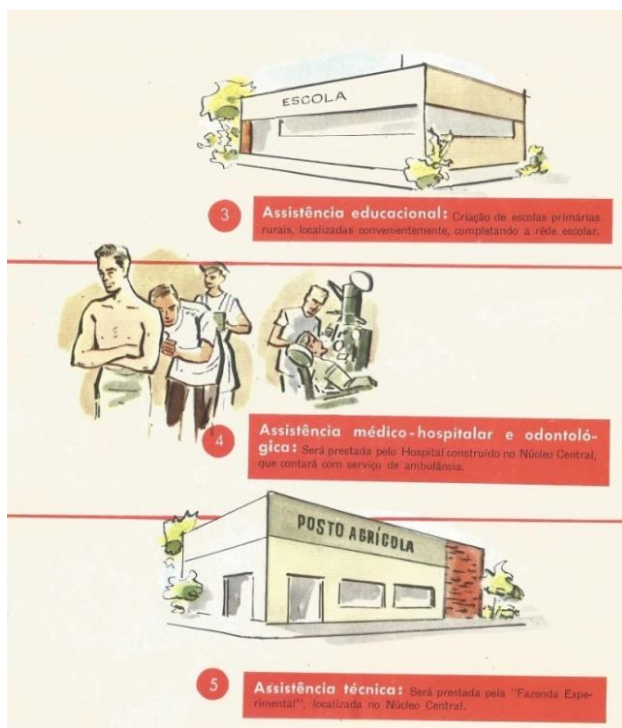 ESCOLA
3
Assistência educacional: Criação de escolas primárias
rurais, localizadas convenientemente, completando a rêde escolar.
4
Assistência médico-hospitalar e odontoló-
gica: Será prestada pelo Hospital construído no Núcleo Central,
que contará com serviço de ambulância.
POSTO AGRÍCOLA
5
Assistência técnica: Será prestada pela "Fazenda Expe-
rimental", localizada no Núcleo Central.